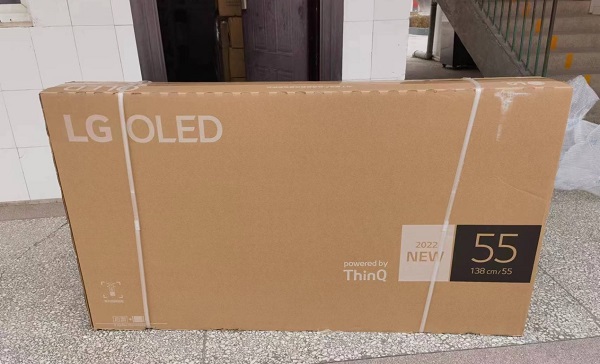 LG OLED
powered by
ThinQ
2022
NEW
55
138 cm/55